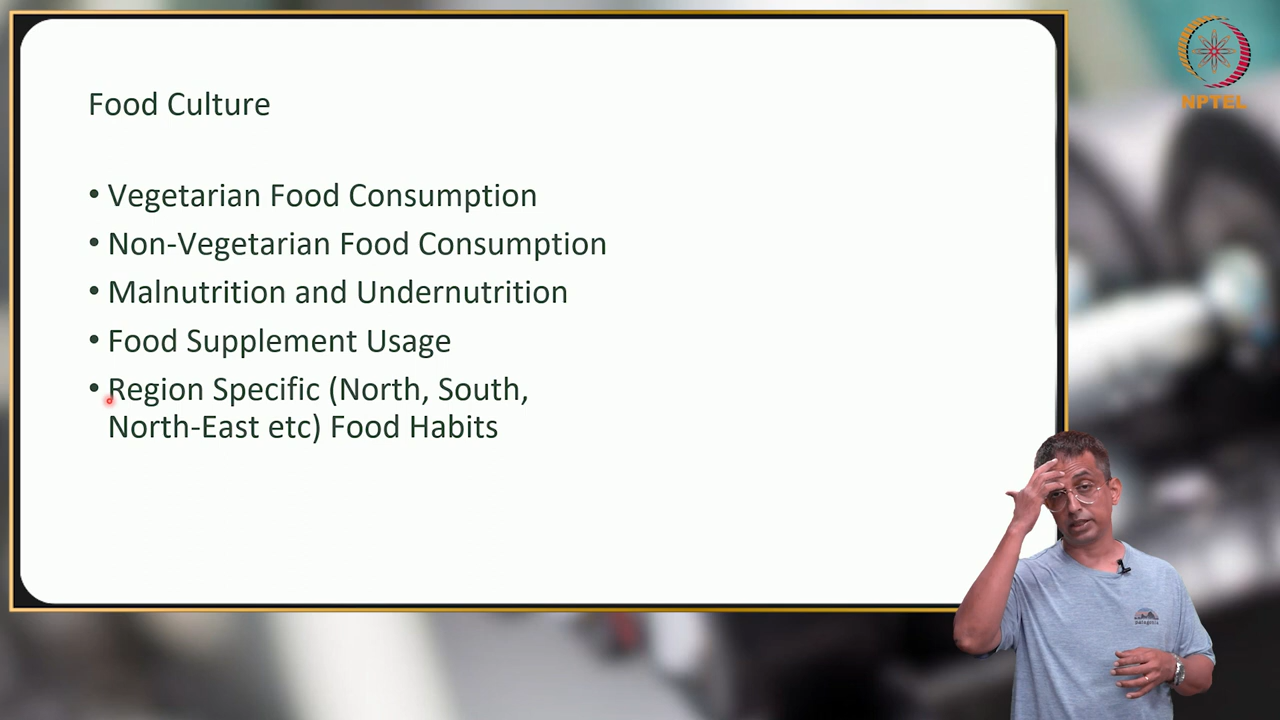 Food Culture
• Vegetarian Food Consumption
• Non-Vegetarian Food Consumption
• Malnutrition and Undernutrition
• Food Supplement Usage
• Region Specific (North, South,
North-East etc) Food Habits
NPTEL
patagonia